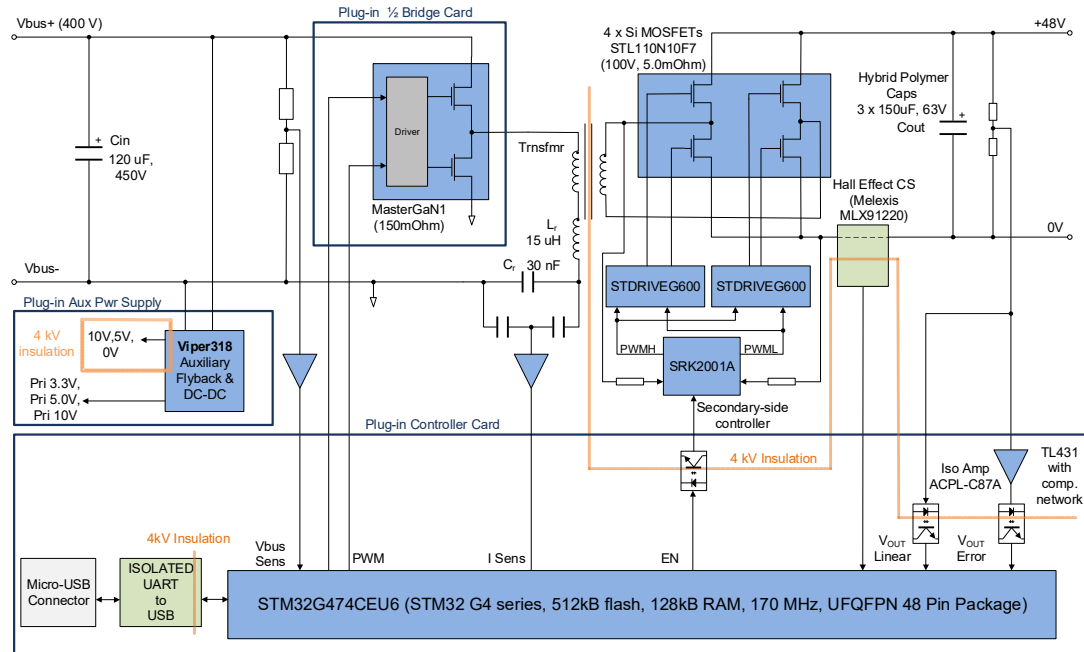 Plug-in ½ Bridge Card
Vbus+ (400 V)
4 x Si MOSFETs
STL110N10F7
(100V, 5.0mOhm)
+48V
Hybrid Polymer
Caps
3 x 150uF, 63V
Cout
+
+
Cin
120 uF,
450V
Driver
MasterGaN1
(150mOhm)
Trnsfmr
Hall Effect CS
(Melexis
MLX91220)
0V
Lr
15 uH
Cr
30 nF
Vbus-
STDRIVEG600
STDRIVEG600
Plug-in Aux Pwr Supply
4 kV
insulation
10V,5V,
0V
Viper318
Auxiliary
Flyback &
DC-DC
Pri 3.3V,
Pri 5.0V,
Pri 10V
PWMH
PWML
SRK2001A
Secondary-side
controller
Plug-in Controller Card
4 kV Insulation
Iso Amp
ACPL-C87A
TL431
with
comp.
network
4kV Insulation
Vbus
Sens
PWM
I Sens
EN
VOUT
Linear
VOUT
Error
Micro-USB
Connector
ISOLATED
UART
to
USB
STM32G474CEU6 (STM32 G4 series, 512kB flash, 128kB RAM, 170 MHz, UFQFPN 48 Pin Package)